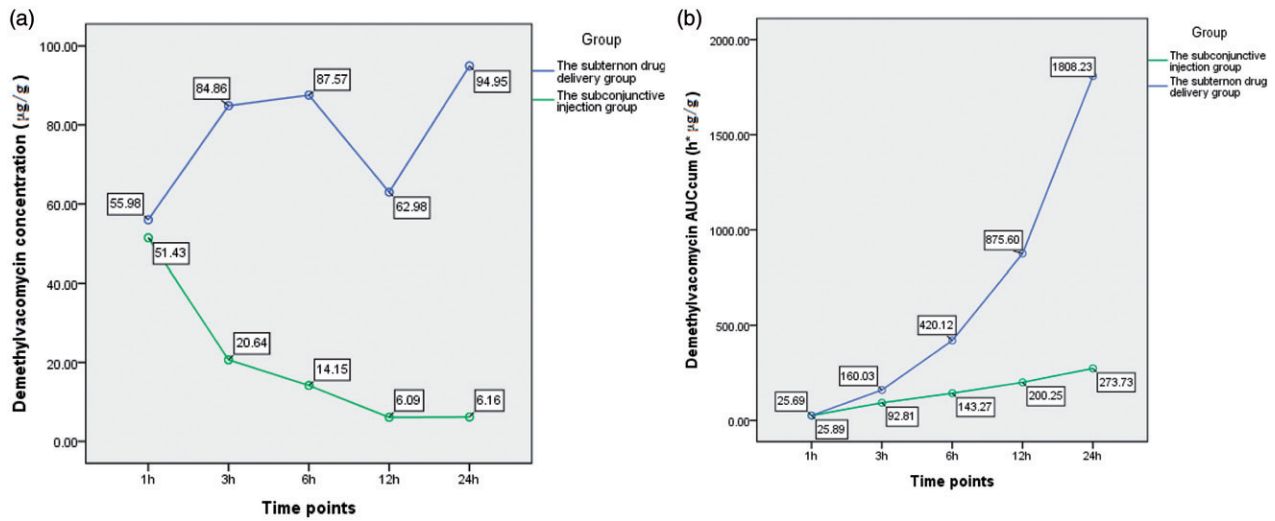 (a)
Demethylvacomycin concentration (μg/g)
100.00
80.00
60.00
40.00
20.00
0.00
55.98
84.86
87.57
62.98
94.95
51.43
20.64
14.15
6.09
6.16
1h
3h
6h
12h
24h
Time points
Group
The subternon drug
delivery group
The subconjunctive
injection group
(b)
Demethylvacomycin AUCcum (h* μg/g)
2000.00
1500.00
1000.00
500.00
0.00
25.69
160.03
420.12
875.60
1808.23
25.89
92.81
143.27
200.25
273.73
1h
3h
6h
12h
24h
Time points
Group
The subconjunctive
injection group
The subternon drug
delivery group